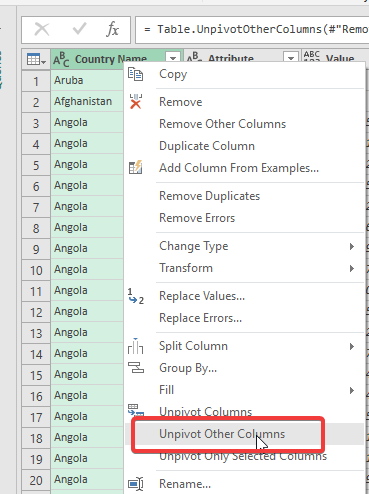 = Table.UnpivotOtherColumns(#"Remo
Country Name Attribute Value
1 Aruba
2 Afghanistan
3 Angola
4 Angola
5 Angola
6 Angola
7 Angola
8 Angola
9 Angola
10 Angola
11 Angola
12 Angola
13 Angola
14 Angola
15 Angola
16 Angola
17 Angola
18 Angola
19 Angola
20 Angola
Copy
Remove
Remove Other Columns
Duplicate Column
Add Column From Examples...
Remove Duplicates
Remove Errors
Change Type
Transform
Replace Values...
Replace Errors...
Split Column
Group By...
Fill
Unpivot Columns
Unpivot Other Columns
Unpivot Only Selected Columns
Rename...